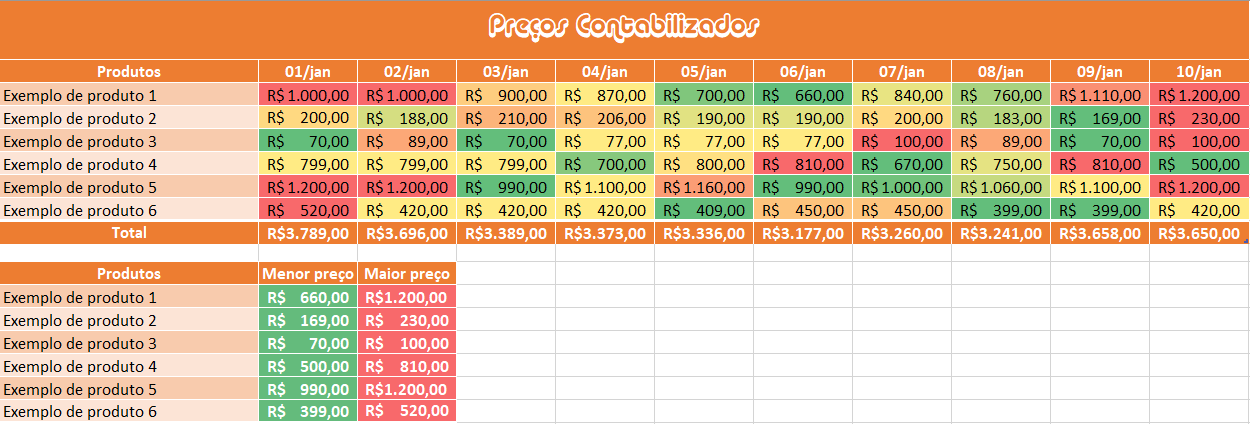 Preços Contabilizados
Produtos 01/jan 02/jan 03/jan 04/jan 05/jan 06/jan 07/jan 08/jan 09/jan 10/jan
Exemplo de produto 1 R$ 1.000,00 R$ 1.000,00 R$ 900,00 R$ 870,00 R$ 700,00 R$ 660,00 R$ 840,00 R$ 760,00 R$ 1.110,00 R$ 1.200,00
Exemplo de produto 2 R$ 200,00 R$ 188,00 R$ 210,00 R$ 206,00 R$ 190,00 R$ 190,00 R$ 200,00 R$ 183,00 R$ 169,00 R$ 230,00
Exemplo de produto 3 R$ 70,00 R$ 89,00 R$ 70,00 R$ 77,00 R$ 77,00 R$ 77,00 R$ 100,00 R$ 89,00 R$ 70,00 R$ 100,00
Exemplo de produto 4 R$ 799,00 R$ 799,00 R$ 799,00 R$ 700,00 R$ 800,00 R$ 810,00 R$ 670,00 R$ 750,00 R$ 810,00 R$ 500,00
Exemplo de produto 5 R$ 1.200,00 R$ 1.200,00 R$ 990,00 R$ 1.100,00 R$ 1.160,00 R$ 990,00 R$ 1.000,00 R$ 1.060,00 R$ 1.100,00 R$ 1.200,00
Exemplo de produto 6 R$ 520,00 R$ 420,00 R$ 420,00 R$ 420,00 R$ 409,00 R$ 450,00 R$ 450,00 R$ 399,00 R$ 399,00 R$ 420,00
Total R$3.789,00 R$3.696,00 R$3.389,00 R$3.373,00 R$3.336,00 R$3.177,00 R$3.260,00 R$3.241,00 R$3.658,00 R$3.650,00
Produtos Menor preço Maior preço
Exemplo de produto 1 R$ 660,00 R$1.200,00
Exemplo de produto 2 R$ 169,00 R$ 230,00
Exemplo de produto 3 R$ 70,00 R$ 100,00
Exemplo de produto 4 R$ 500,00 R$ 810,00
Exemplo de produto 5 R$ 990,00 R$1.200,00
Exemplo de produto 6 R$ 399,00 R$ 520,00